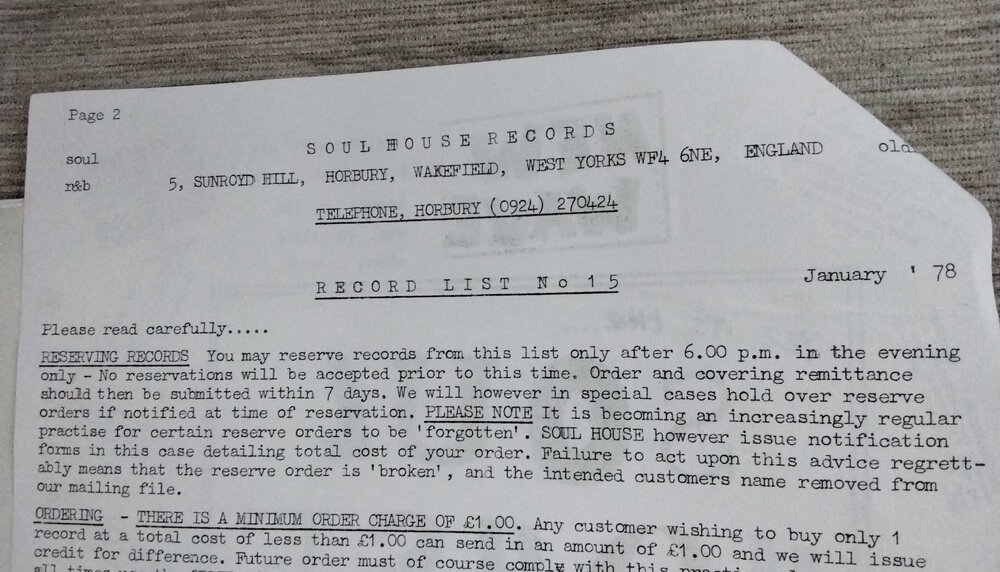 Page 2
SOUL HOUSE RECORDS
soul
r&b
5, SUNROYD HILL, HORBURY, WAKEFIELD, WEST YORKS WF4 6NE, ENGLAND
TELEPHONE, HORBURY (0924) 270424
RECORD LIST No 15
January ' 78
Please read carefully.....
RESERVING RECORDS You may reserve records from this list only after 6.00 p.m. in the evening
only - No reservations will be accepted prior to this time. Order and covering remittance
should then be submitted within 7 days. We will however in special cases hold over reserve
orders if notified at time of reservation. PLEASE NOTE It is becoming an increasingly regular
practise for certain reserve orders to be 'forgotten'. SOUL HOUSE however issue notification
forms in this case detailing total cost of your order. Failure to act upon this advice regrett-
ably means that the reserve order is 'broken', and the intended customers name removed from
our mailing file.
ORDERING - THERE IS A MINIMUM ORDER CHARGE OF £1.00. Any customer wishing to buy only 1
record at a total cost of less than £1.00 can send in an amount of £1.00 and we will issue
credit for difference. Future order must of course comply with this
all times